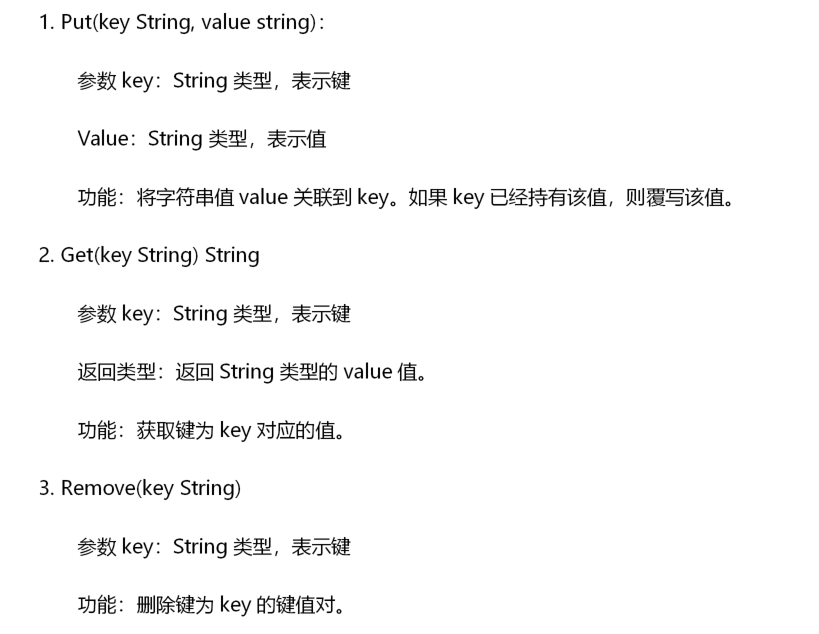 1. Put(key String, value string)：
参数 key：String 类型，表示键
Value：String 类型，表示值
功能：将字符串值 value 关联到 key。如果 key 已经持有该值，则覆写该值。
2. Get(key String) String
参数 key：String 类型，表示键
返回类型：返回 String 类型的 value 值。
功能：获取键为 key 对应的值。
3. Remove(key String)
参数 key：String 类型，表示键
功能：删除键为 key 的键值对。